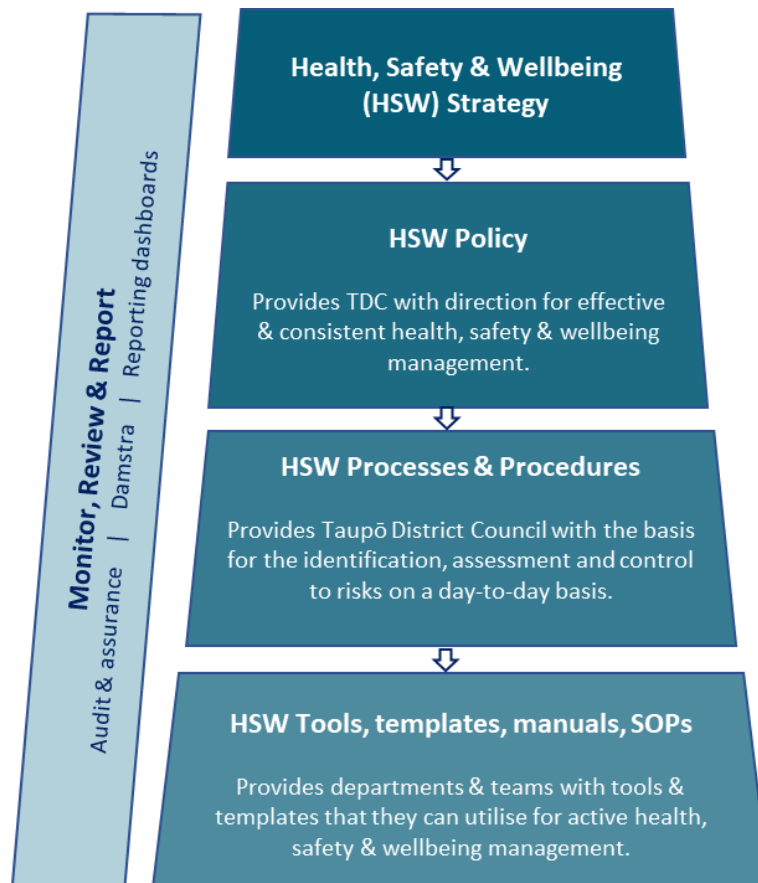 Health, Safety & Wellbeing
(HSW) Strategy
HSW Policy
Provides TDC with direction for effective
& consistent health, safety & wellbeing
management.
HSW Processes & Procedures
Provides Taupō District Council with the basis
for the identification, assessment and control
to risks on a day-to-day basis.
HSW Tools, templates, manuals, SOPs
Provides departments & teams with tools &
templates that they can utilise for active health,
safety & wellbeing management.
Monitor, Review & Report
Audit & assurance | Damstra | Reporting dashboards